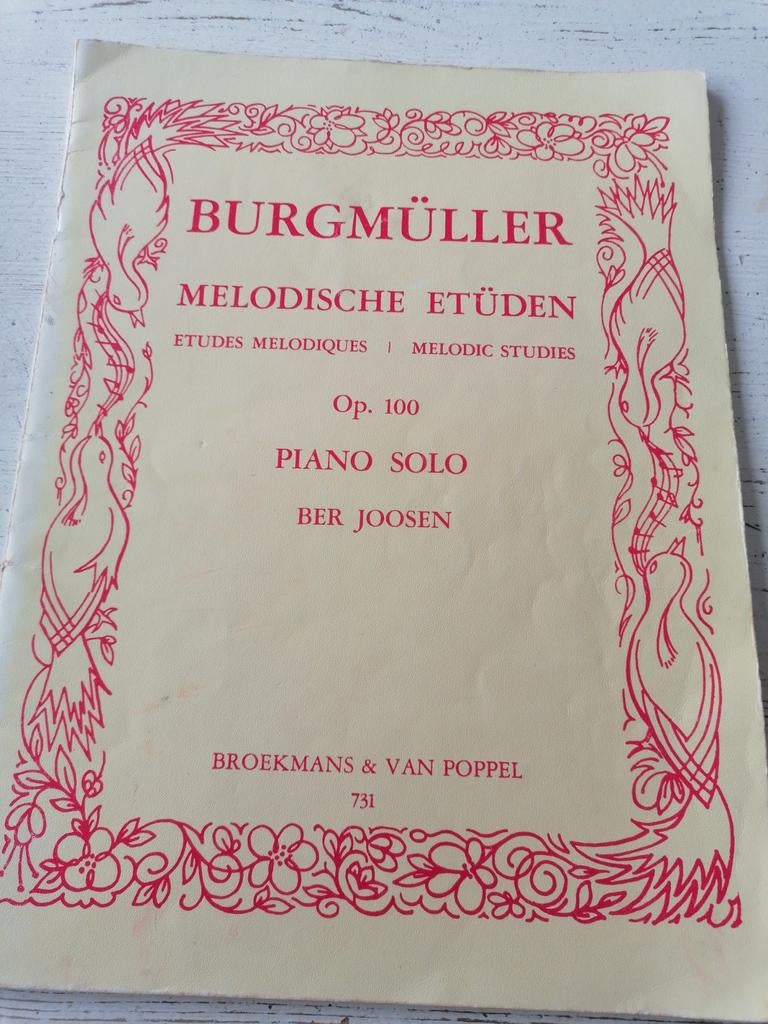 BURGMÜLLER
MELODISCHE ETÜDEN
ETUDES MELODIQUES | MELODIC STUDIES
Op. 100
PIANO SOLO
BER JOOSEN
BROEKMANS & VAN POPPEL
731